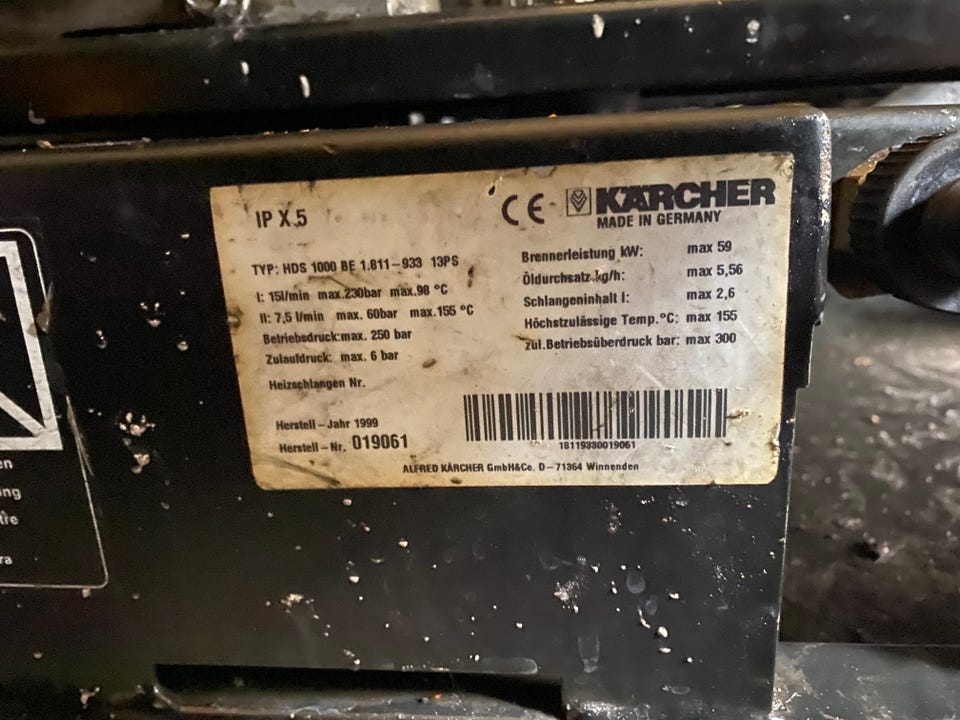 IP X.5
CE
KÄRCHER
MADE IN GERMANY
TYP: HDS 1000 BE 1.811-933 13PS
I: 15l/min max.230bar max.98 °C
II: 7,5 l/min max. 60bar max.155 °C
Betriebsdruck:max. 250 bar
Zulaufdruck: max. 6 bar
Heizschlangen Nr.
Herstell-Jahr 1999
Herstell-Nr. 019061
Brennerleistung kW: max 59
Öldurchsatz kg/h: max 5,56
Schlangeninhalt l: max 2,6
Höchstzulässige Temp.°C: max 155
zul.Betriebsüberdruck bar: max 300
18119330019061
ALFRED KÄRCHER GmbH&Co. D-71364 Winnenden